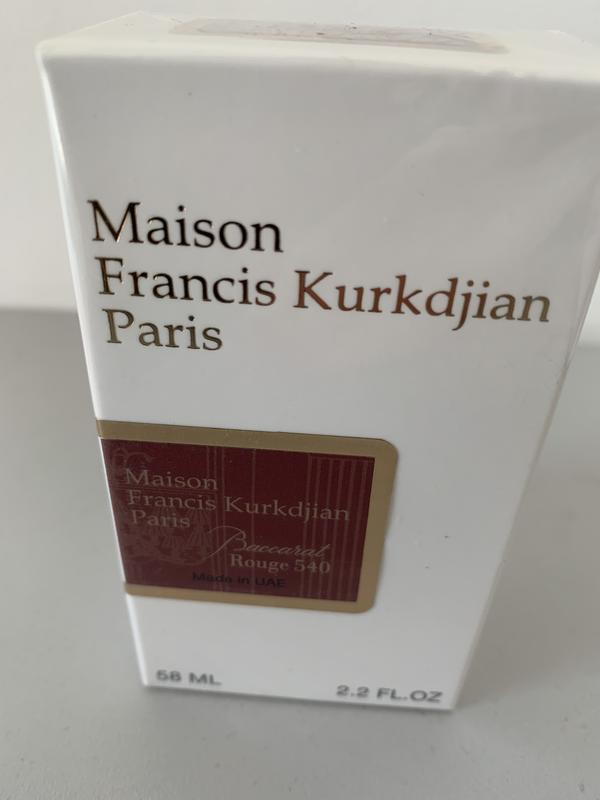 Maison
Francis Kurkdjian
Paris
Maison
Francis Kurkdjian
Paris
Baccarat
Rouge 540
Made in UAE
58 ML
2.2 FL.OZ